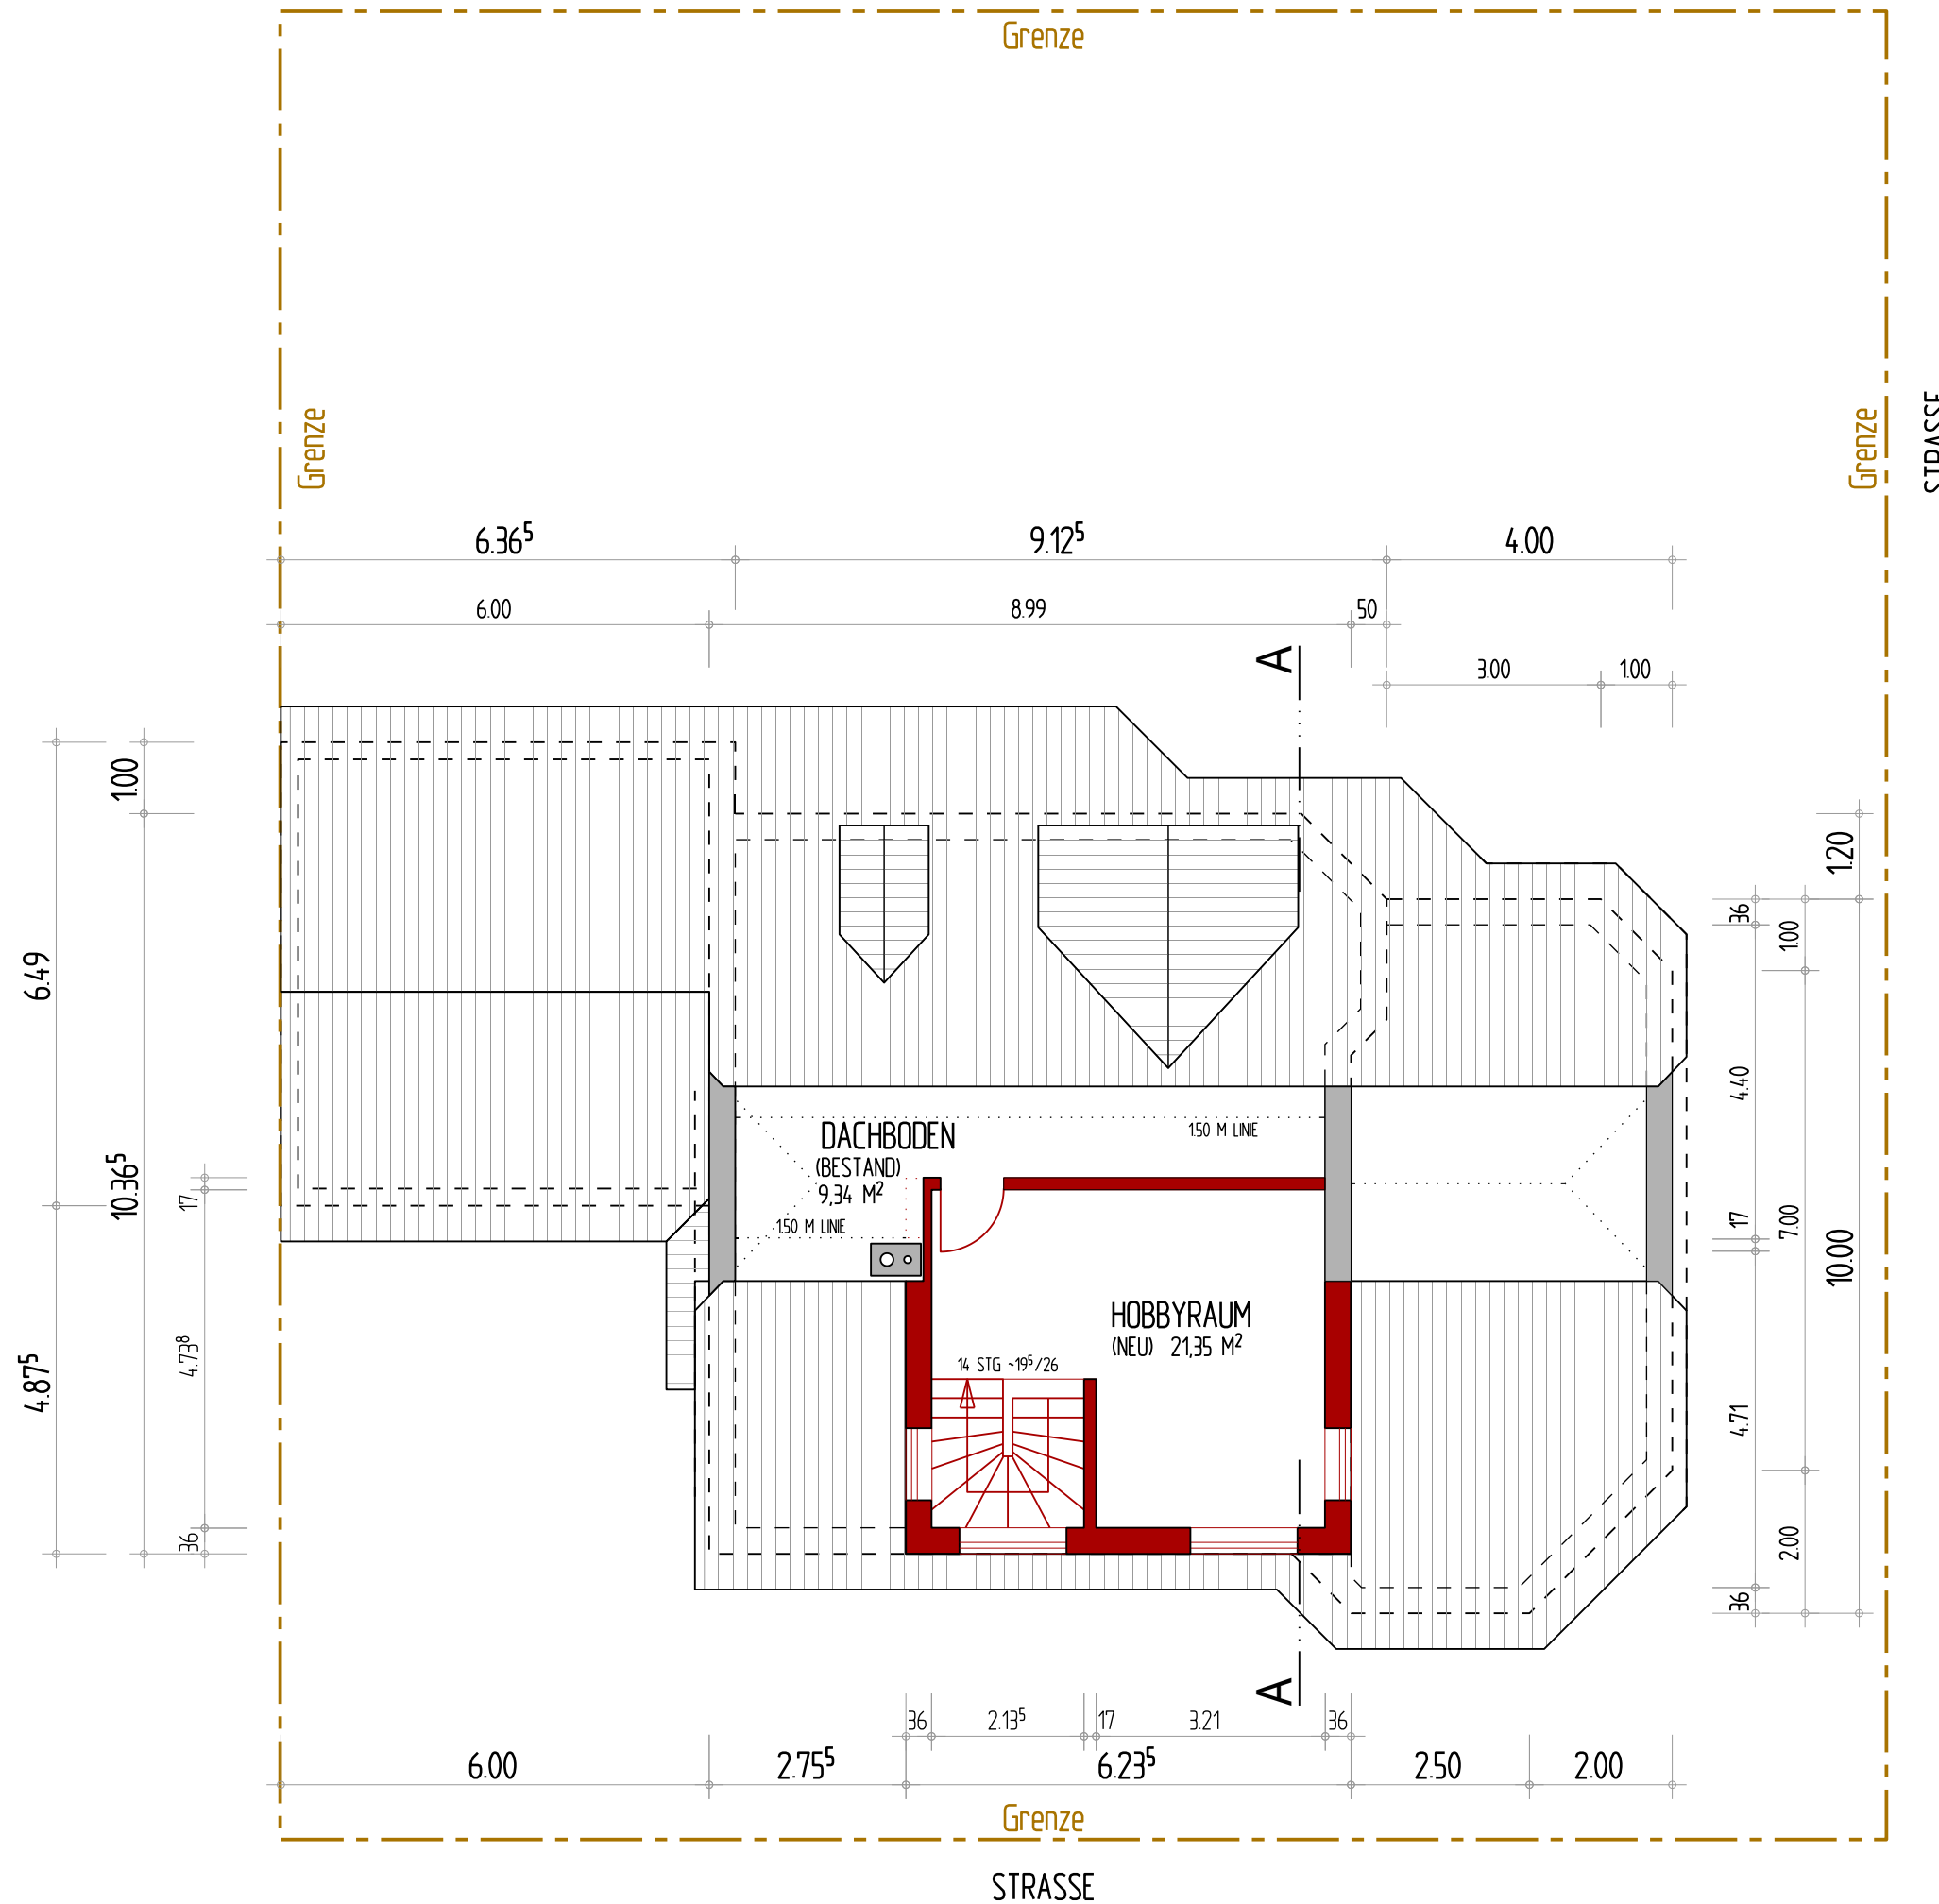 Grenze
Grenze
Grenze
STRASSE
6.36⁵
9.12⁵
4.00
6.00
8.99
50
3.00
1.00
A
1.00
6.49
10.36⁵
17
4.87⁵
4.73⁸
36
1.20
36
1.00
4.40
17
7.00
10.00
4.71
2.00
36
DACHBODEN
(BESTAND)
9,34 M²
1.50 M LINIE
1.50 M LINIE
HOBBYRAUM
(NEU) 21,35 M²
14 STG ~19⁵/26
A
36
2.13⁵
17
3.21
36
6.00
2.75⁵
6.23⁵
2.50
2.00
Grenze
STRASSE